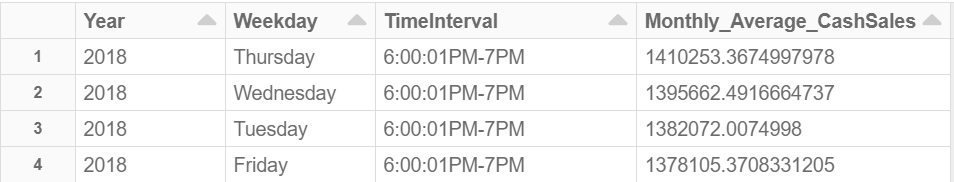 Year Weekday TimeInterval Monthly_Average_CashSales
1 2018 Thursday 6:00:01PM-7PM 1410253.3674997978
2 2018 Wednesday 6:00:01PM-7PM 1395662.4916664737
3 2018 Tuesday 6:00:01PM-7PM 1382072.0074998
4 2018 Friday 6:00:01PM-7PM 1378105.3708331205